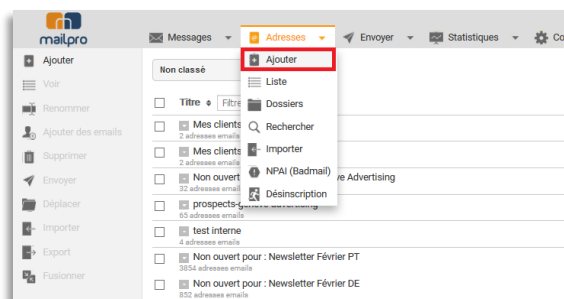 mailpro
Messages
Adresses
Envoyer
Statistiques
Co
Ajouter
Voir
Renommer
Ajouter des emails
Supprimer
Envoyer
Déplacer
Importer
Export
Fusionner
Ajouter
Liste
Dossiers
Rechercher
Importer
NPAI (Badmail)
Désinscription
Non classé
Titre Filtre
Mes clients
2 adresses emails
Mes clients
2 adresses emails
Non ouvert ve Advertising
32 adresses email
prospects-geneve advertising
65 adresses emails
test interne
4 adresses emails
Non ouvert pour : Newsletter Février PT
3854 adresses emails
Non ouvert pour : Newsletter Février DE
852 adresses emails